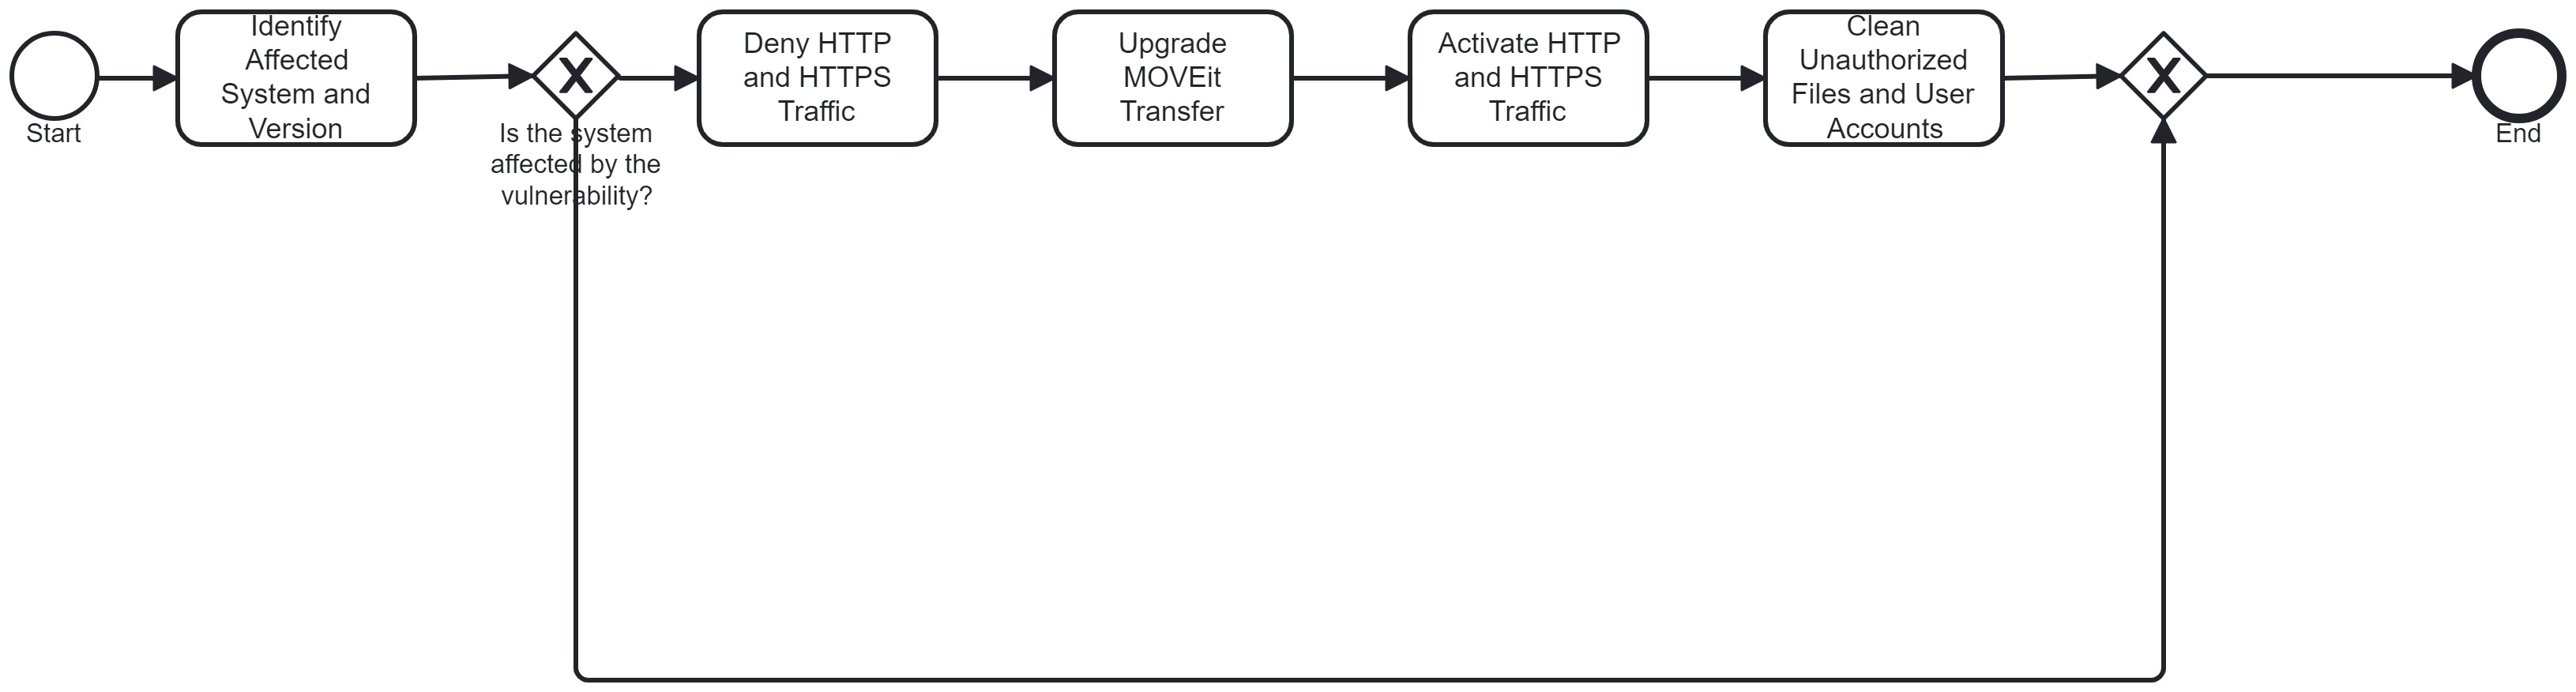 Start
Identify
Affected
System and
Version
X
Is the system
affected by the
vulnerability?
Deny HTTP
and HTTPS
Traffic
Upgrade
MOVEit
Transfer
Activate HTTP
and HTTPS
Traffic
Clean
Unauthorized
Files and User
Accounts
X
End